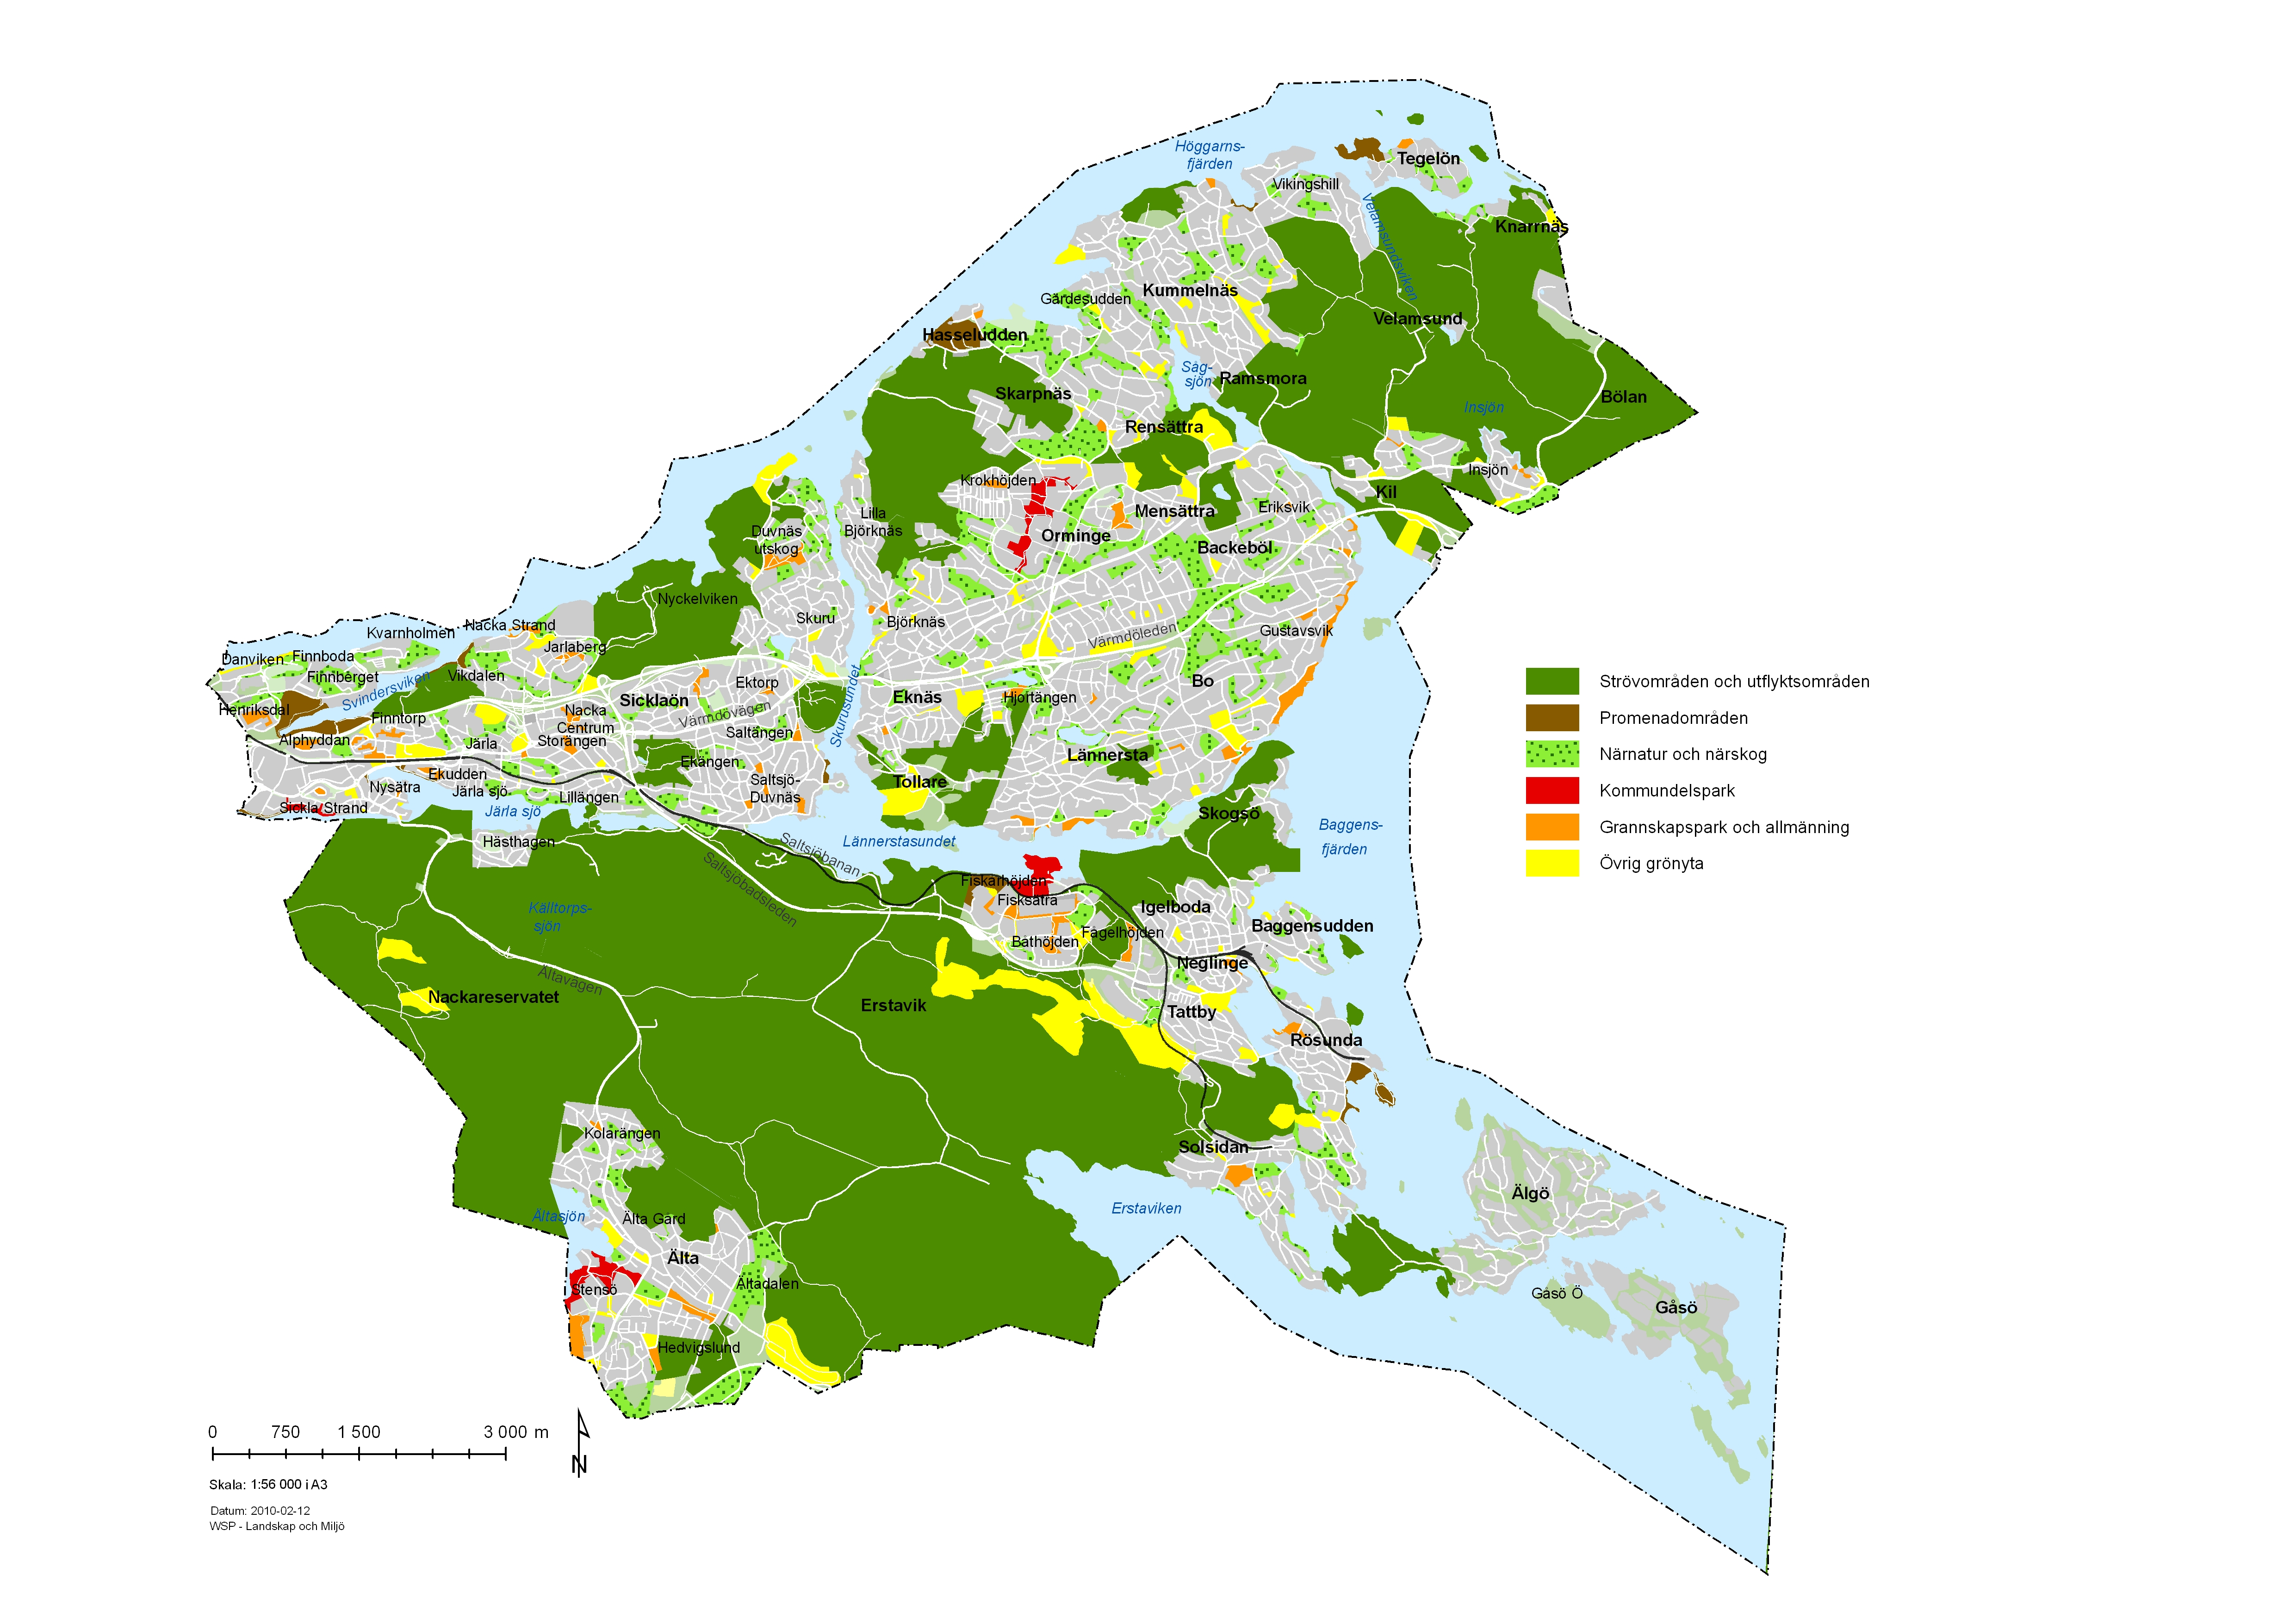 Höggarns-
fjärden
Tegelön
Vikingshill
Velamsundsviken
Knarrnäs
Kummelnäs
Gärdesudden
Velamsund
Hasseludden
Såg-
sjön
Ramsmora
Skarpnäs
Bölan
Insjön
Rensättra
Insjön
Krokhöjden
Kil
Eriksvik
Mensättra
Lilla
Björknäs
Duvnäs
utskog
Orminge
Backeböl
Nyckelviken
Skuru
Björknäs
Gustavsvik
Värmdöleden
Nacka Strand
Kvarnholmen
Jarlaberg
Danviken
Finnboda
Finnberget
Vikdalen
Svindersviken
Ektorp
Bo
Sicklaön
Eknäs
Hjortängen
Henriksdal
Nacka
Centrum
Finntorp
Värmdövägen
Skurusundet
Saltängen
Alphyddan
Järla
Storängen
Lännersta
Ekängen
Ekudden
Saltsjö-
Duvnäs
Tollare
Nysätra
Järla sjö
Lillängen
Sickla Strand
Järla sjö
Skogsö
Baggens-
fjärden
Hästhagen
Lännerstasundet
Saltsjöbanan
Saltsjöbadsleden
Fiskarhöjden
Fisksätra
Igelboda
Källtorps-
sjön
Baggensudden
Fågelhöjden
Båthöjden
Neglinge
Ältavägen
Nackareservatet
Erstavik
Tattby
Rösunda
Kolarängen
Solsidan
Älgö
Erstaviken
Ältasjön
Älta Gård
Älta
Ältadalen
Stensö
Gåsö Ö
Gåsö
Hedvigslund
Strövområden och utflyktsområden
Promenadområden
Närnatur och närskog
Kommundelspark
Grannskapspark och allmänning
Övrig grönyta
0 750 1 500 3 000 m
N
Skala: 1:56 000 i A3
Datum: 2010-02-12
WSP - Landskap och Miljö